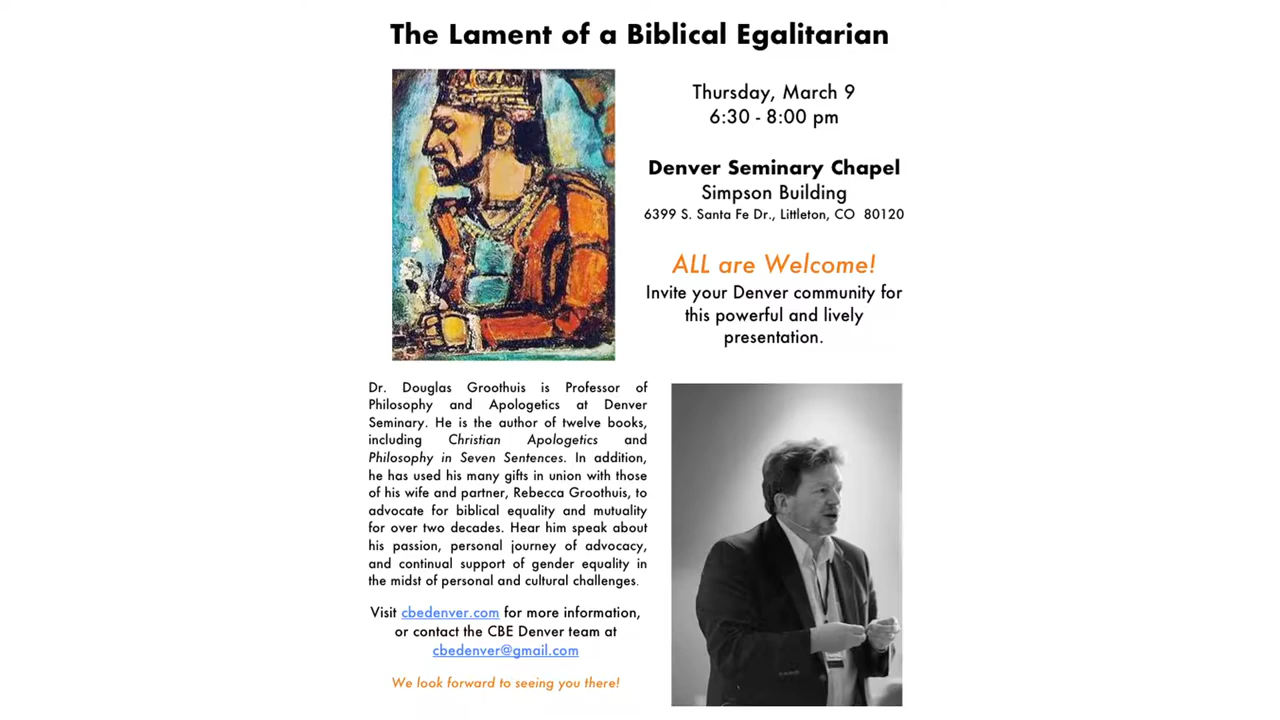 The Lament of a Biblical Egalitarian
Thursday, March 9
6:30 - 8:00 pm
Denver Seminary Chapel
Simpson Building
6399 S. Santa Fe Dr., Littleton, CO 80120
ALL are Welcome!
Invite your Denver community for
this powerful and lively
presentation.
Dr. Douglas Groothuis is Professor of
Philosophy and Apologetics at Denver
Seminary. He is the author of twelve books,
including Christian Apologetics and
Philosophy in Seven Sentences. In addition,
he has used his many gifts in union with those
of his wife and partner, Rebecca Groothuis, to
advocate for biblical equality and mutuality
for over two decades. Hear him speak about
his passion, personal journey of advocacy,
and continual support of gender equality in
the midst of personal and cultural challenges.
Visit cbedenver.com for more information,
or contact the CBE Denver team at
cbedenver@gmail.com
We look forward to seeing you there!